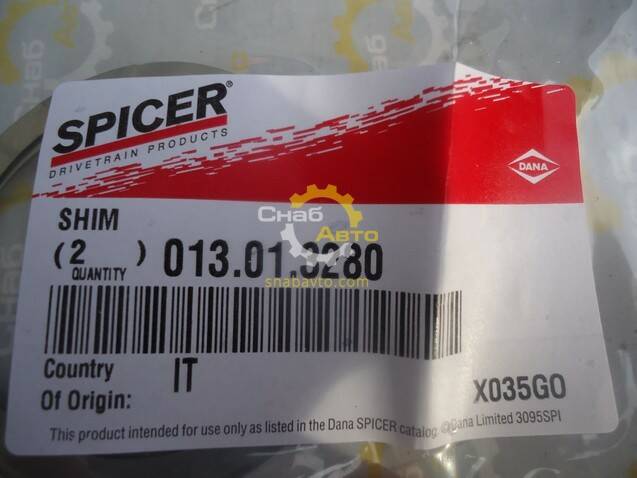 SPICER®
DRIVETRAIN PRODUCTS
DANA
SHIM
(2) 013.01.3280
QUANTITY
Снаб
Авто
snabavto.com
Country
Of Origin:
IT
X035GO
This product intended for use only as listed in the Dana SPICER catalog. © Dana Limited 3095SPI